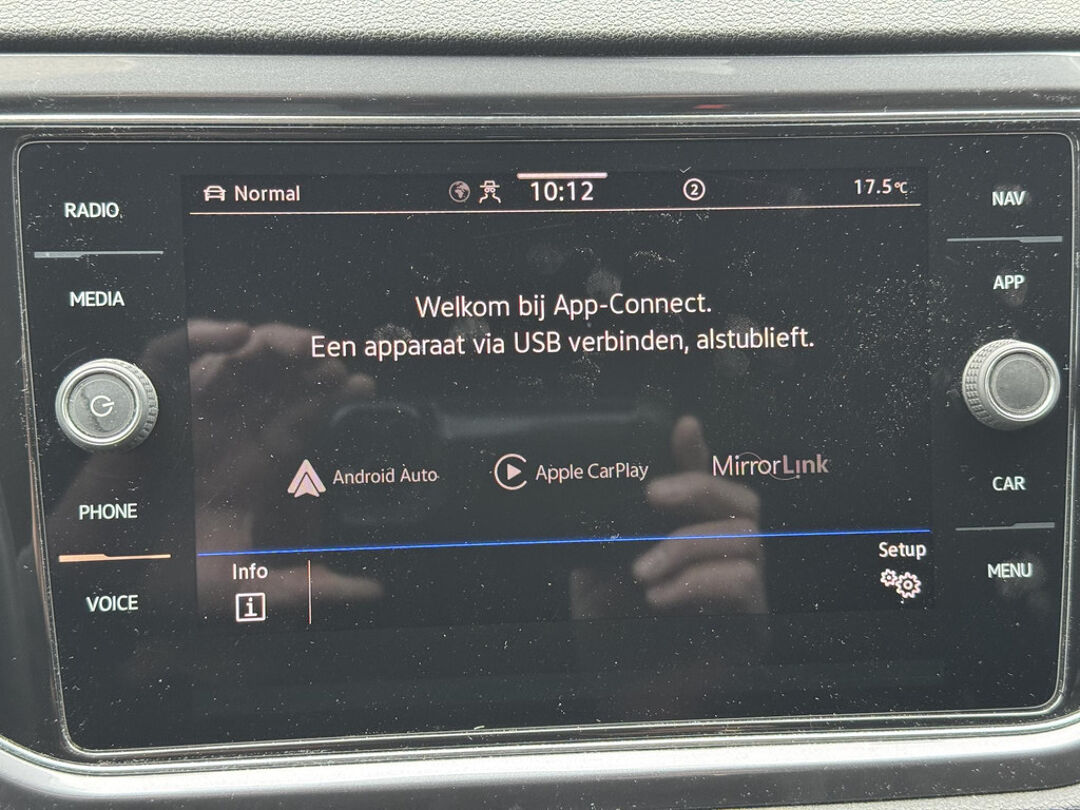 RADIO
MEDIA
PHONE
VOICE
Normal
10:12
2
17.5°C
Welkom bij App-Connect.
Een apparaat via USB verbinden, alstublieft.
Android Auto
Apple CarPlay
MirrorLink
Info
i
Setup
NAV
APP
CAR
MENU